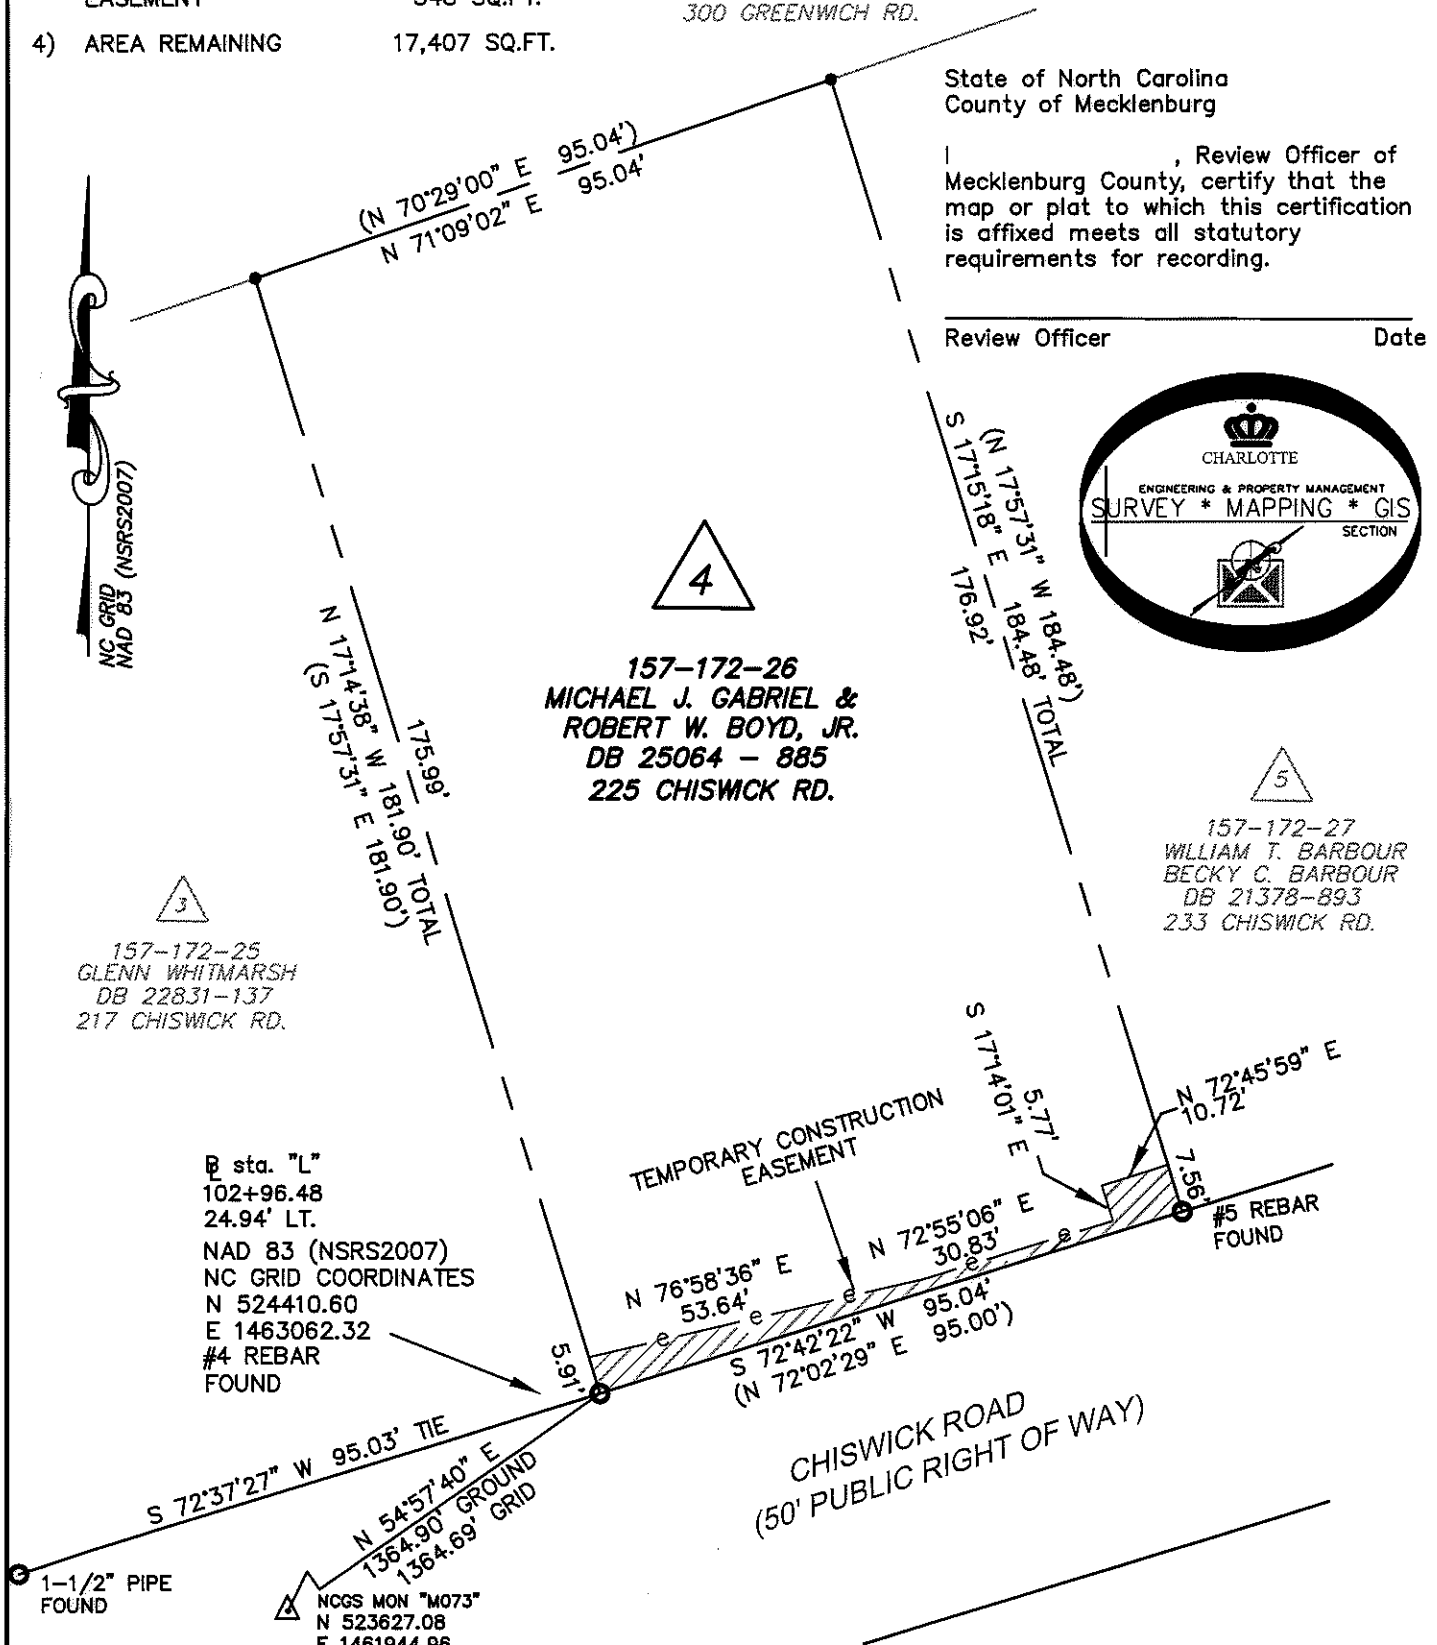 EASEMENT 548 SQ.FT.
4) AREA REMAINING 17,407 SQ.FT.
300 GREENWICH RD.
State of North Carolina
County of Mecklenburg
I , Review Officer of
Mecklenburg County, certify that the
map or plat to which this certification
is affixed meets all statutory
requirements for recording.
Review Officer Date
(N 70°29'00" E 95.04')
N 71°09'02" E 95.04'
NC GRID
NAD 83 (NSRS2007)
CHARLOTTE
ENGINEERING & PROPERTY MANAGEMENT
SURVEY * MAPPING * GIS
SECTION
(N 17°57'31" W 184.48')
S 17°15'18" E 184.48' TOTAL
176.92'
4
157-172-26
MICHAEL J. GABRIEL &
ROBERT W. BOYD, JR.
DB 25064 - 885
225 CHISWICK RD.
175.99'
N 17°14'38" W 181.90' TOTAL
(S 17°57'31" E 181.90')
5
157-172-27
WILLIAM T. BARBOUR
BECKY C. BARBOUR
DB 21378-893
233 CHISWICK RD.
3
157-172-25
GLENN WHITMARSH
DB 22831-137
217 CHISWICK RD.
5.77'
S 17°14'01" E
N 72°45'59" E
10.72'
TEMPORARY CONSTRUCTION
EASEMENT
7.56'
#5 REBAR
FOUND
BL sta. "L"
102+96.48
24.94' LT.
NAD 83 (NSRS2007)
NC GRID COORDINATES
N 524410.60
E 1463062.32
#4 REBAR
FOUND
N 72°55'06" E
30.83'
N 76°58'36" E
53.64'
e e e e e
5.91'
S 72°42'22" W 95.04'
(N 72°02'29" E 95.00')
CHISWICK ROAD
(50' PUBLIC RIGHT OF WAY)
S 72°37'27" W 95.03' TIE
N 54°57'40" E
1364.90' GROUND
1364.69' GRID
1-1/2" PIPE
FOUND
NCGS MON "M073"
N 523627.08
E 1461944.96